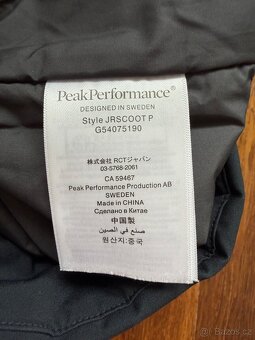 PeakPerformance®
DESIGNED IN SWEDEN
Style JRSCOOT P
G54075190
株式会社 RCTジャパン
03-5768-2061
CA 59467
Peak Performance Production AB
SWEDEN
Made in CHINA
Сделано в Китае
中国製
صنع في الصين
원산지: 중국
Bazos.cz